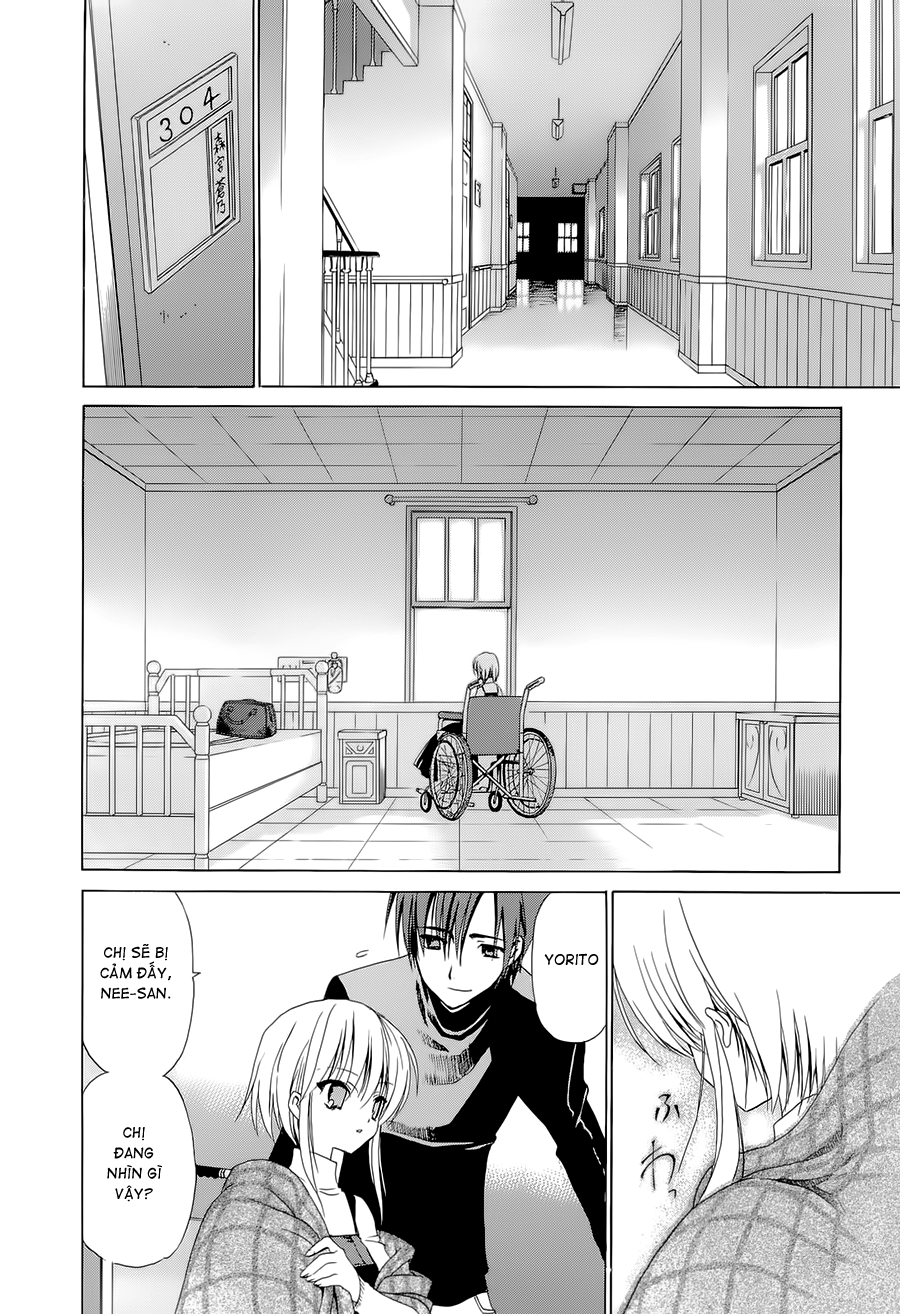 304
森宮蒼乃
ふわっ
YORITO
CHỊ SẼ BỊ
CẢM ĐẤY,
NEE-SAN.
CHỊ
ĐANG
NHÌN GÌ
VẬY?